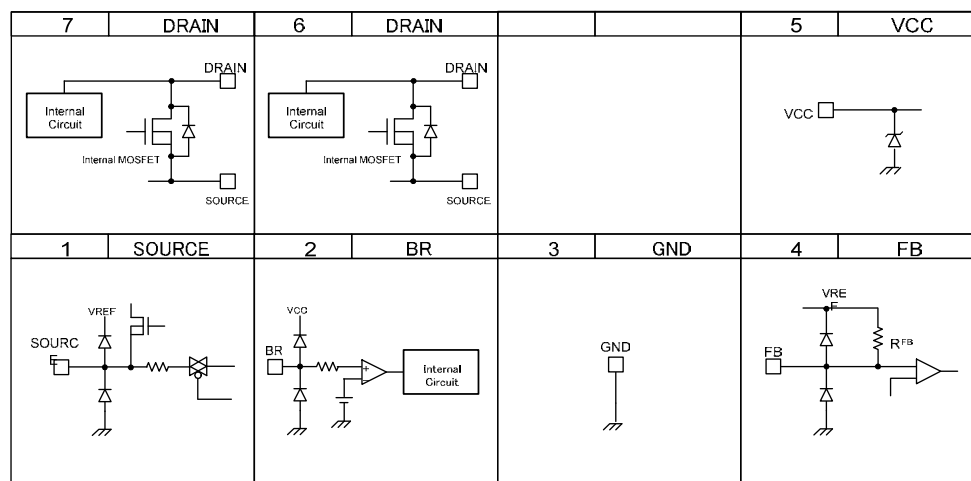 7 DRAIN 6 DRAIN 5 VCC
DRAIN
Internal
Circuit
Internal MOSFET
SOURCE
DRAIN
Internal
Circuit
Internal MOSFET
SOURCE
VCC
1 SOURCE 2 BR 3 GND 4 FB
VREF
SOURC
E
VCC
BR
+
−
Internal
Circuit
GND
VRE
F
RFB
FB